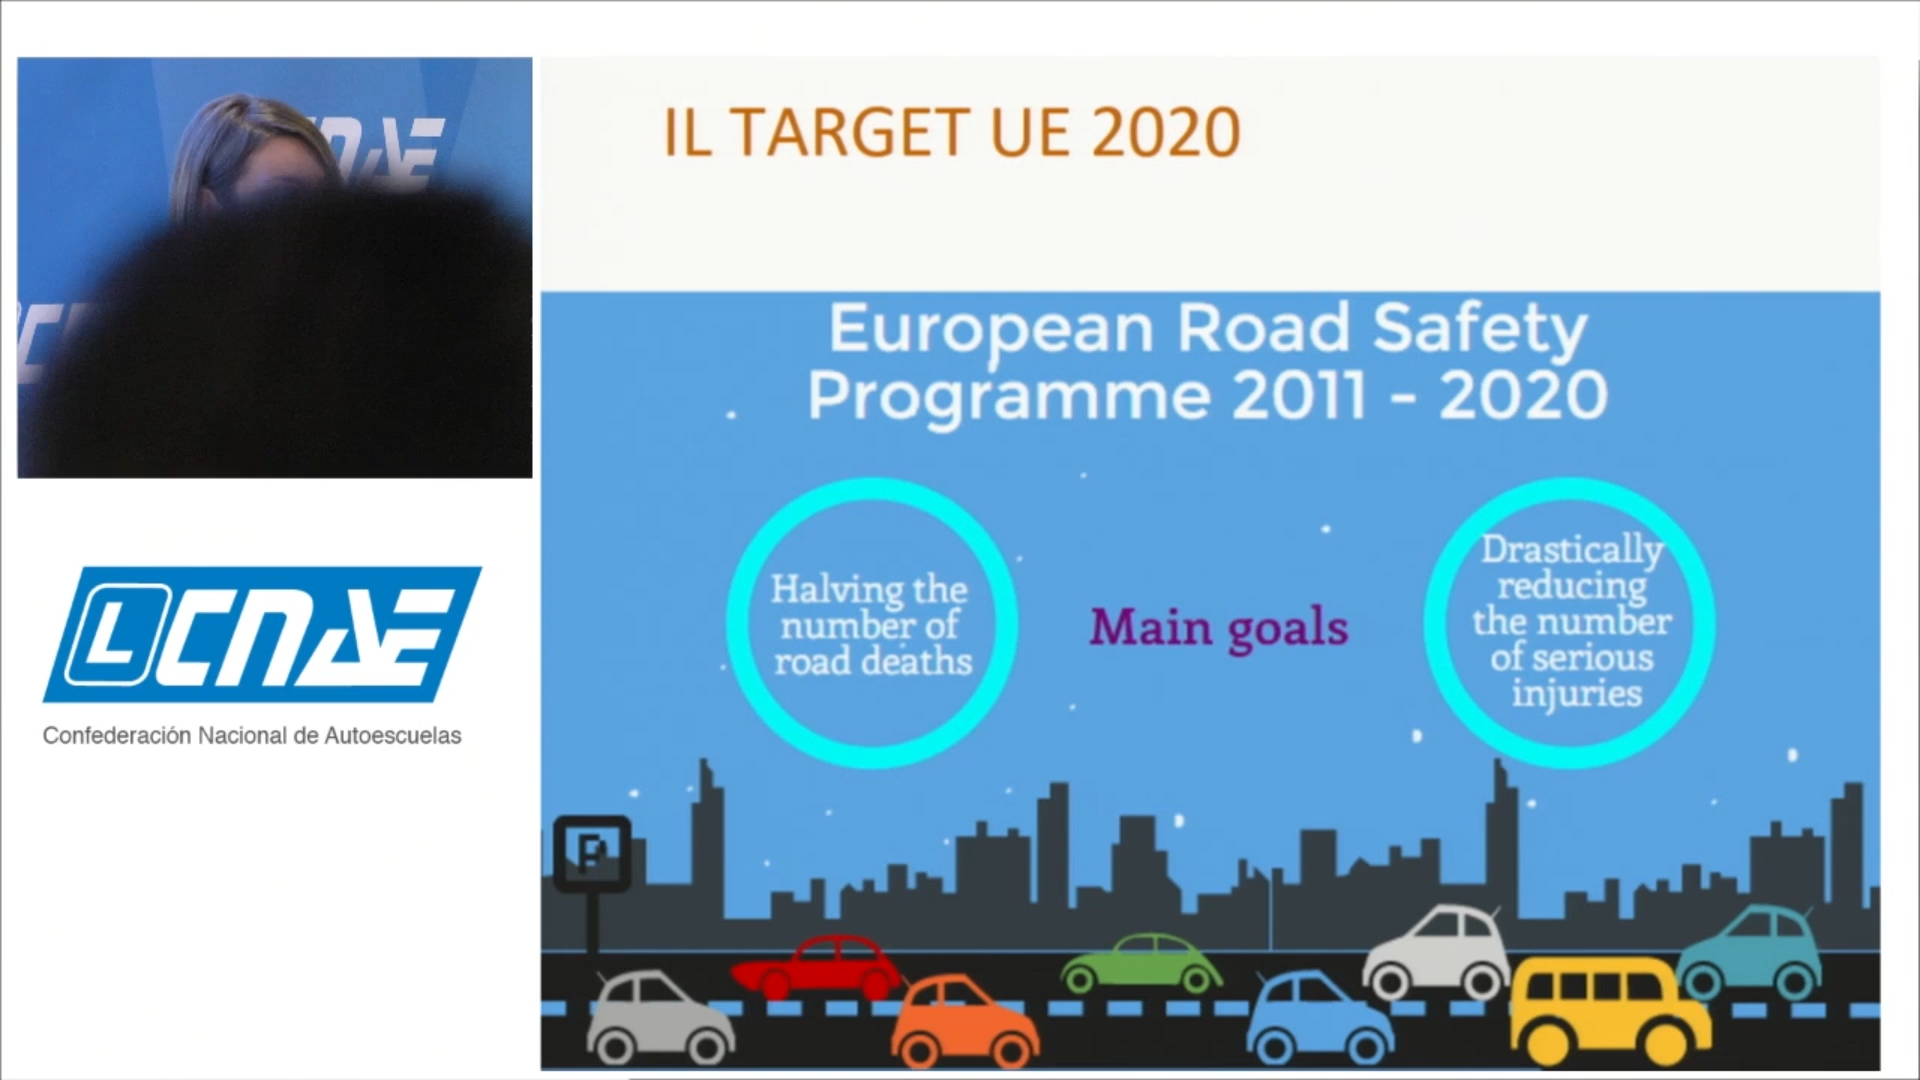 IL TARGET UE 2020
European Road Safety
Programme 2011 - 2020
Halving the
number of
road deaths
Main goals
Drastically
reducing
the number
of serious
injuries
P
CNAE
L CNAE
Confederación Nacional de Autoescuelas